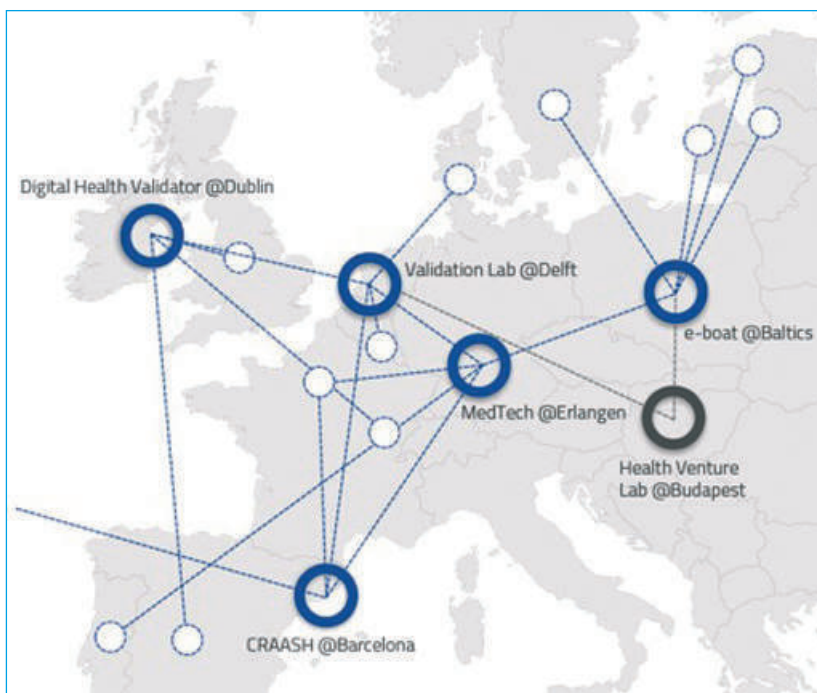 Digital Health Validator @Dublin
Validation Lab @Delft
e-boat @Baltics
MedTech @Erlangen
Health Venture
Lab @Budapest
CRAASH @Barcelona